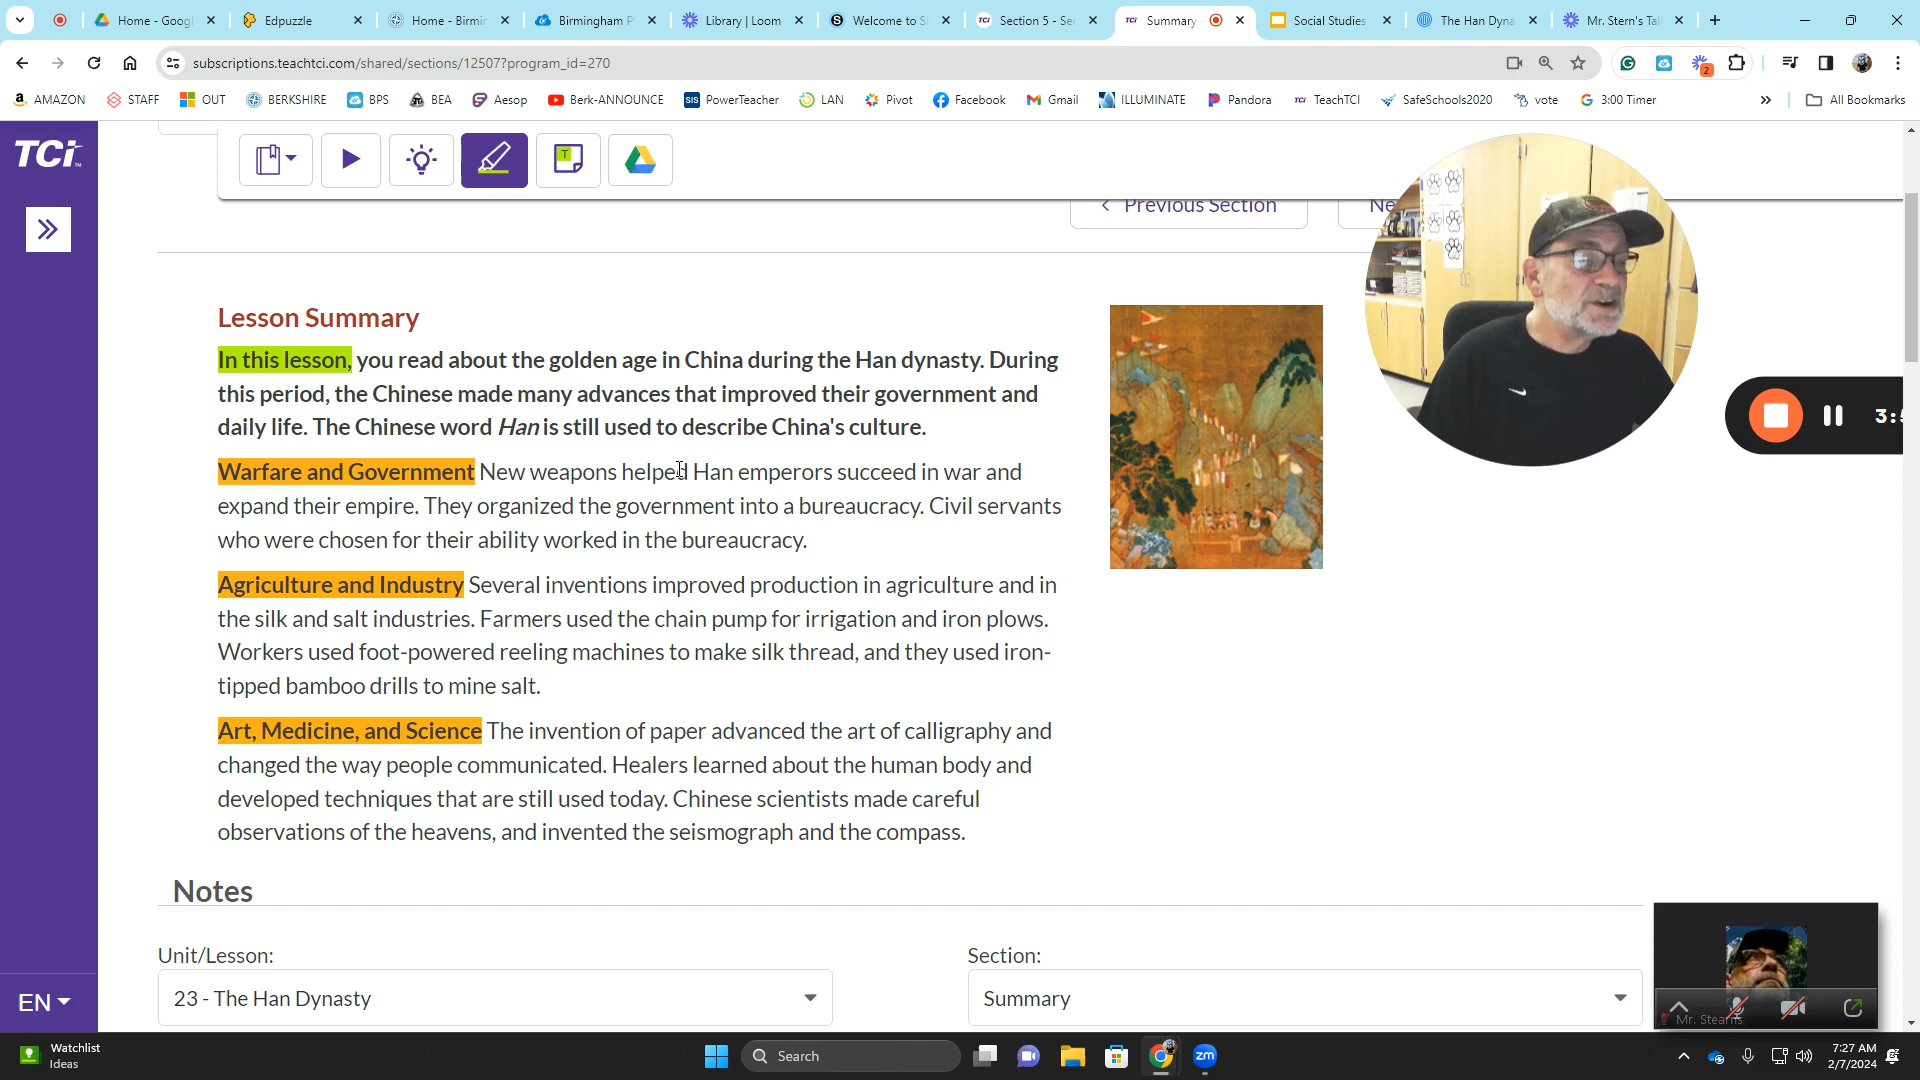 Home - Googl
Edpuzzle
Home - Birmin
Birmingham P
Library | Loom
Welcome to Si
TCi Section 5 - Sec
TCi Summary
Social Studies
The Han Dyna
Mr. Stern's Tal
subscriptions.teachtci.com/shared/sections/12507?program_id=270
2
AMAZON
STAFF
OUT
BERKSHIRE
BPS
BEA
Aesop
Berk-ANNOUNCE
SIS PowerTeacher
LAN
Pivot
Facebook
Gmail
ILLUMINATE
Pandora
TCi TeachTCI
SafeSchools2020
vote
3:00 Timer
All Bookmarks
TCi
T
Previous Section
Ne
Lesson Summary
In this lesson, you read about the golden age in China during the Han dynasty. During
this period, the Chinese made many advances that improved their government and
daily life. The Chinese word Han is still used to describe China's culture.
Warfare and Government New weapons helped Han emperors succeed in war and
expand their empire. They organized the government into a bureaucracy. Civil servants
who were chosen for their ability worked in the bureaucracy.
Agriculture and Industry Several inventions improved production in agriculture and in
the silk and salt industries. Farmers used the chain pump for irrigation and iron plows.
Workers used foot-powered reeling machines to make silk thread, and they used iron-
tipped bamboo drills to mine salt.
Art, Medicine, and Science The invention of paper advanced the art of calligraphy and
changed the way people communicated. Healers learned about the human body and
developed techniques that are still used today. Chinese scientists made careful
observations of the heavens, and invented the seismograph and the compass.
Notes
Unit/Lesson:
Section:
23 - The Han Dynasty
Summary
EN
Mr. Stearns
Watchlist
Ideas
Search
zm
7:27 AM
2/7/2024